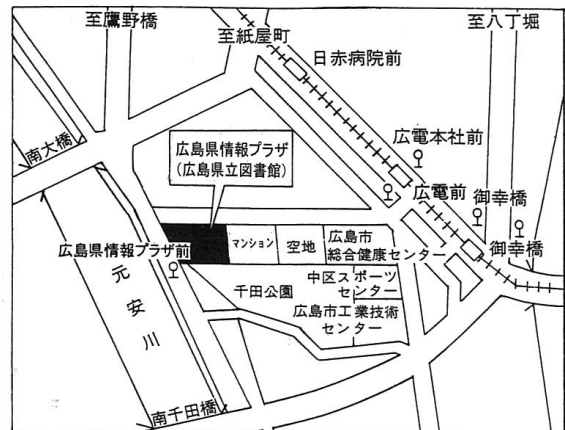 至鷹野橋
至紙屋町
至八丁堀
日赤病院前
広電本社前
南大橋
広島県情報プラザ
(広島県立図書館)
広電前
御幸橋
御幸橋
マンション
空地
広島市
総合健康センター
広島県情報プラザ前
千田公園
中区スポーツ
センター
広島市工業技術
センター
元安川
南千田橋